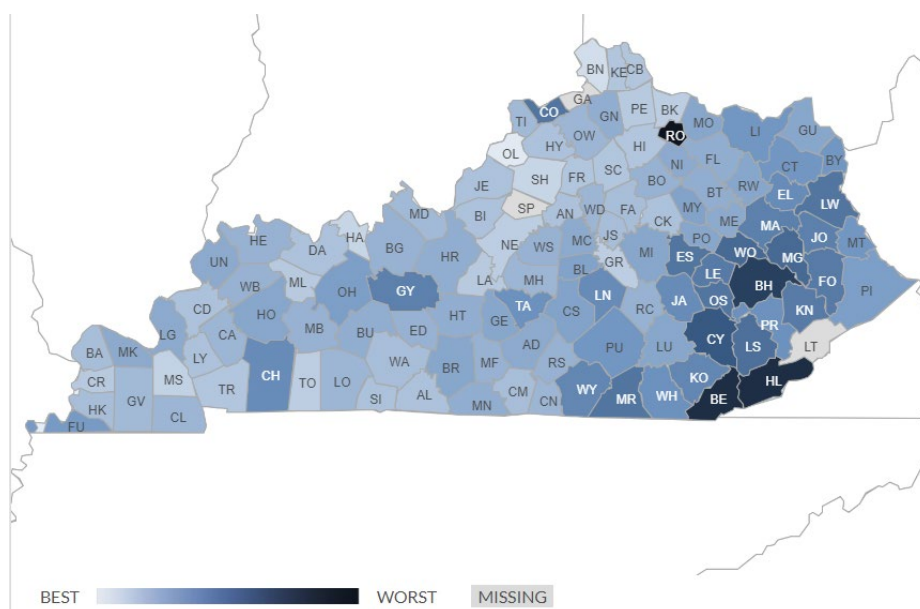 BN KE CB
CO GA
TI GN PE BK
OW RO MO LI GU
HY HI
OL NI FL CT BY
SH FR SC
JE BO RW EL
SP BT LW
MD BI AN WD FA CK MY ME MA
HA HE DA BG HR NE WS MC JS PO JO MT
UN GR MI ES WO MG
LA MH BL LE BH FO PI
ML WB OH GY LN
CD TA JA OS KN
LG HO HT GE CS RC PR
CA MB BU ED CY LS LT
BA MK LY AD PU LU
CR MS CH WA MF RS
TR TO LO BR KO HL
HK GV SI AL CM WY MR WH BE
CL MN CN
FU
BEST WORST MISSING